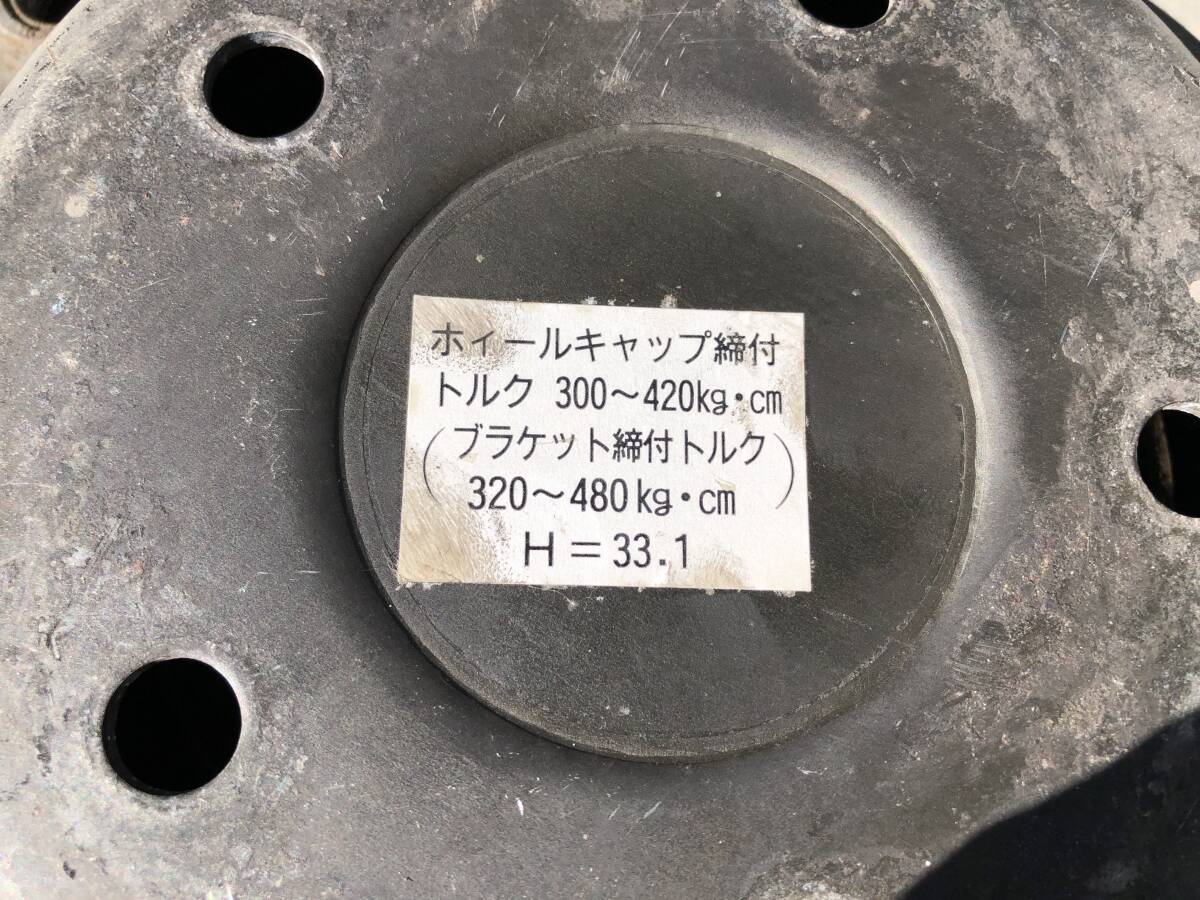 ホィールキャップ締付
トルク 300〜420kg・cm
(ブラケット締付トルク
320〜480kg・cm)
H=33.1